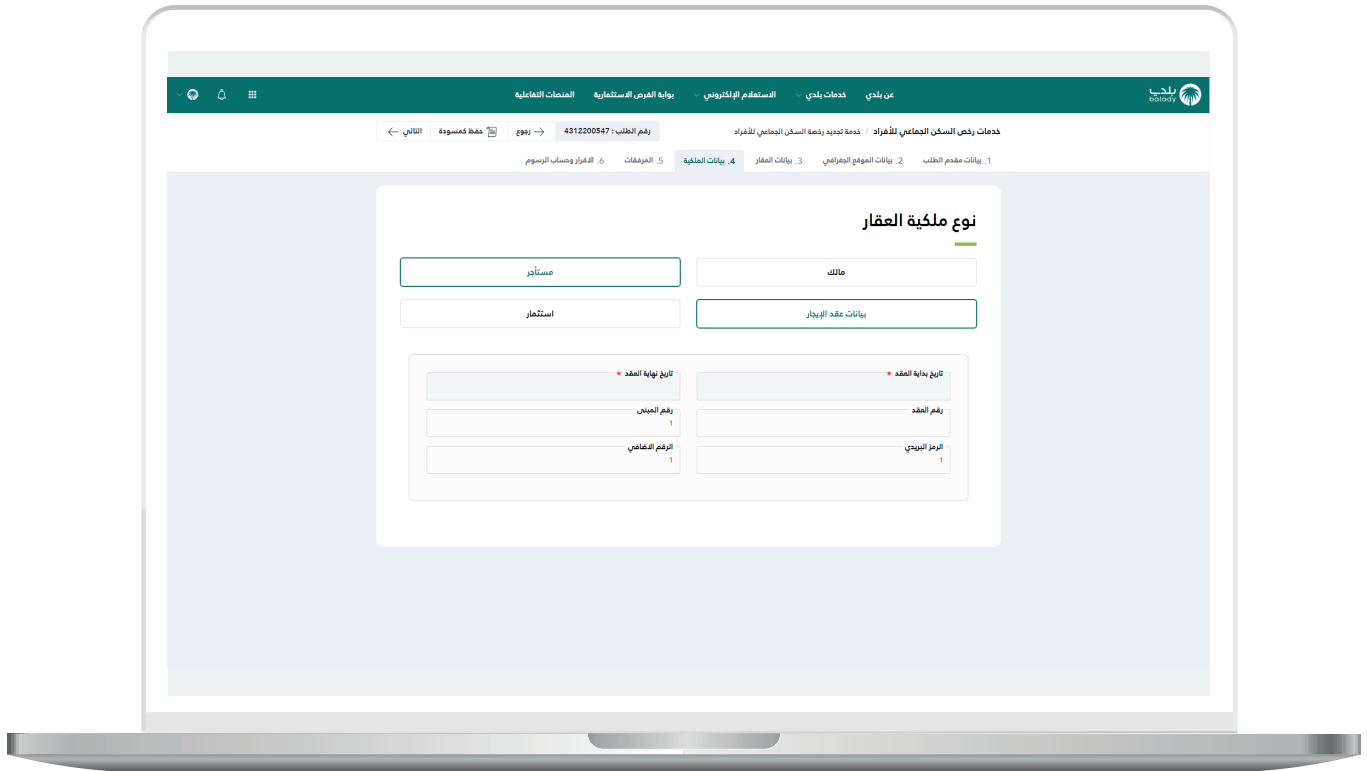 بلدي
balady
عن بلدي
خدمات بلدي
الاستعلام الإلكتروني
بوابة الفرص الاستثمارية
المنصات التفاعلية
خدمات رخص السكن الجماعي للأفراد / خدمة تجديد رخصة السكن الجماعي للأفراد
رقم الطلب : 4312200547
رجوع
حفظ كمسودة
التالي
1. بيانات مقدم الطلب
2. بيانات الموقع الجغرافي
3. بيانات العقار
4. بيانات الملكية
5. المرفقات
6. الاقرار وحساب الرسوم
نوع ملكية العقار
مالك
مستأجر
بيانات عقد الإيجار
استثمار
تاريخ بداية العقد *
تاريخ نهاية العقد *
رقم العقد
رقم المبنى
1
الرمز البريدي
1
الرقم الاضافي
1